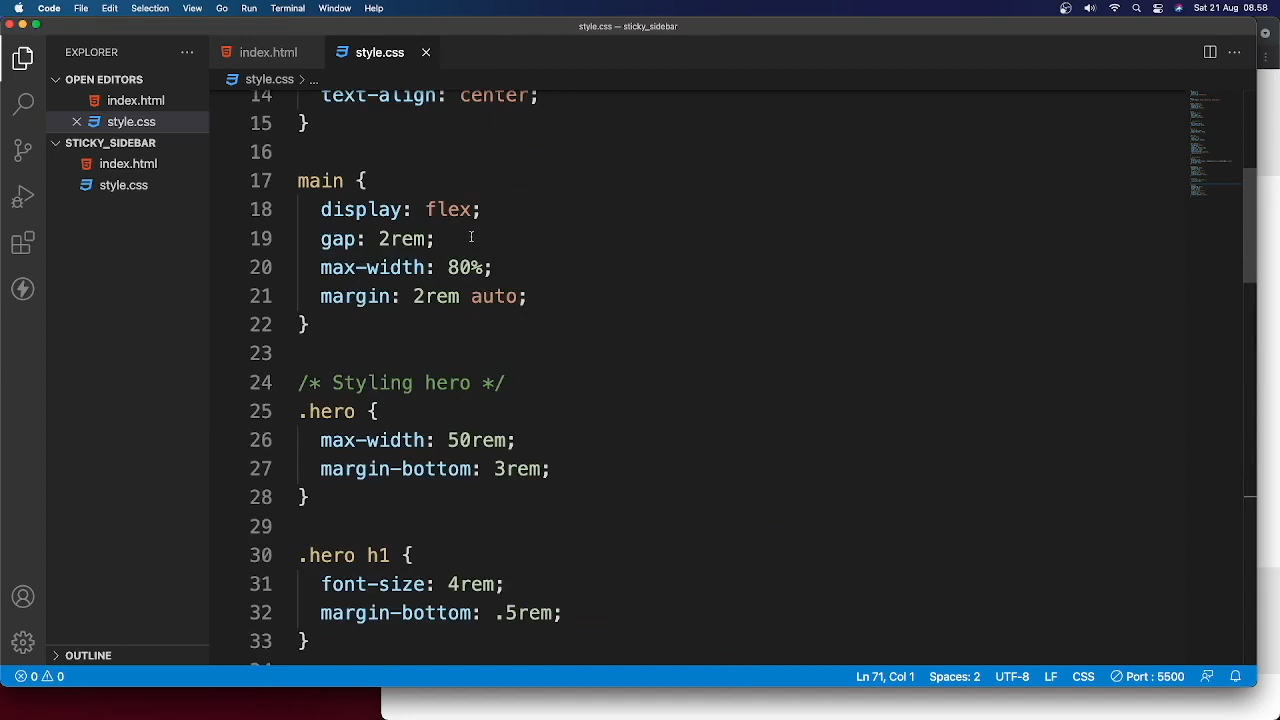 Code File Edit Selection View Go Run Terminal Window Help Sat 21 Aug 08.58
style.css — sticky_sidebar
EXPLORER
index.html style.css
OPEN EDITORS
style.css > ...
index.html
style.css
STICKY_SIDEBAR
index.html
style.css
14 text-align: center;
15 }
16
17 main {
18 display: flex;
19 gap: 2rem;
20 max-width: 80%;
21 margin: 2rem auto;
22 }
23
24 /* Styling hero */
25 .hero {
26 max-width: 50rem;
27 margin-bottom: 3rem;
28 }
29
30 .hero h1 {
31 font-size: 4rem;
32 margin-bottom: .5rem;
33 }
OUTLINE
0 0 Ln 71, Col 1 Spaces: 2 UTF-8 LF CSS Port : 5500